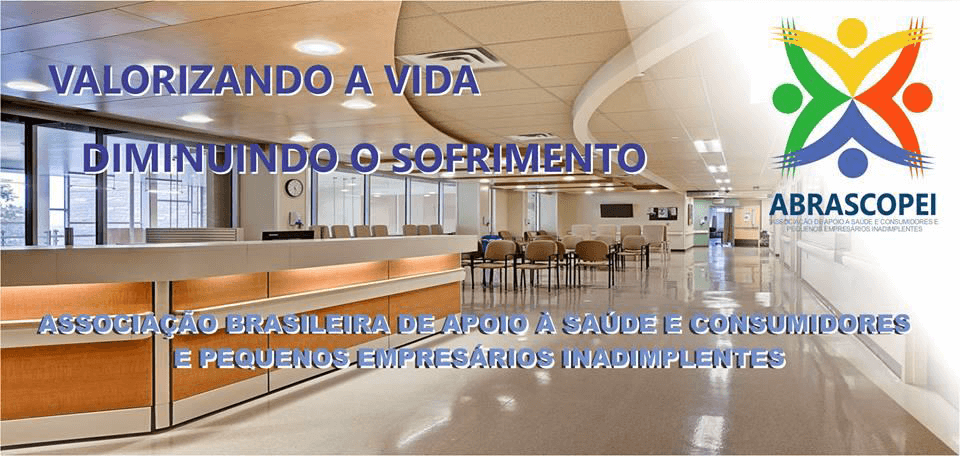 VALORIZANDO A VIDA
DIMINUINDO O SOFRIMENTO
ABRASCOPEI
ASSOCIAÇÃO DE APOIO A SAÚDE E CONSUMIDORES E
PEQUENOS EMPRESÁRIOS INADIMPLENTES
ASSOCIAÇÃO BRASILEIRA DE APOIO À SAÚDE E CONSUMIDORES
E PEQUENOS EMPRESÁRIOS INADIMPLENTES